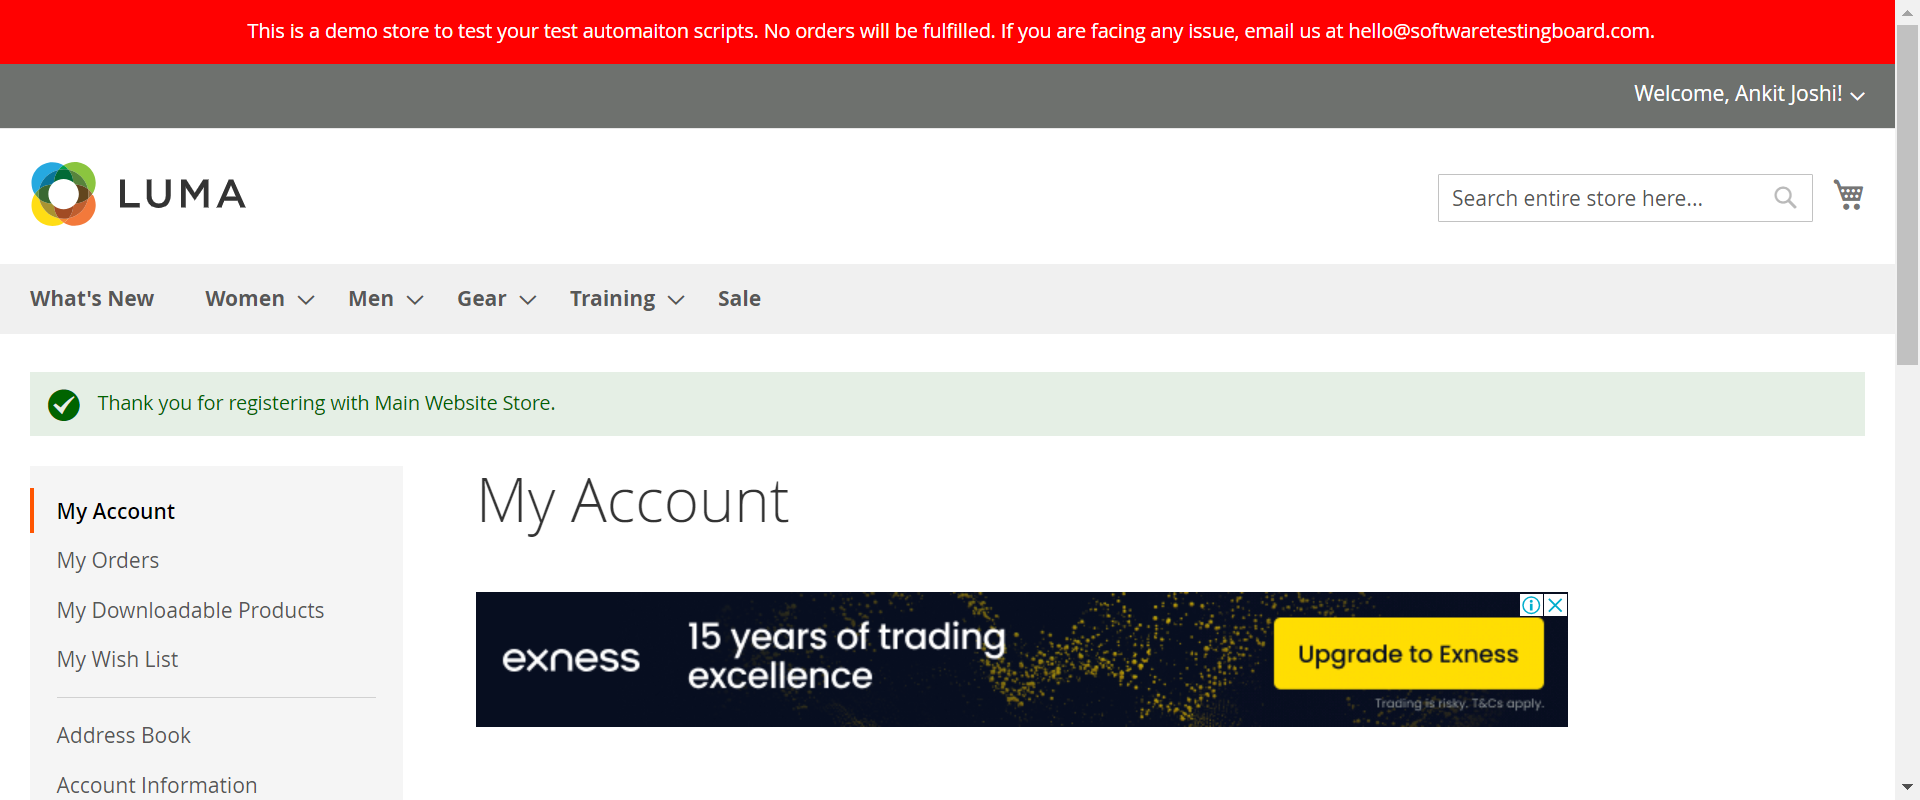 This is a demo store to test your test automaiton scripts. No orders will be fulfilled. If you are facing any issue, email us at hello@softwaretestingboard.com.
Welcome, Ankit Joshi!
LUMA
Search entire store here...
What's New Women Men Gear Training Sale
Thank you for registering with Main Website Store.
My Account
My Orders
My Downloadable Products
My Wish List
Address Book
Account Information
My Account
exness
15 years of trading
excellence
Upgrade to Exness
Trading is risky. T&Cs apply.